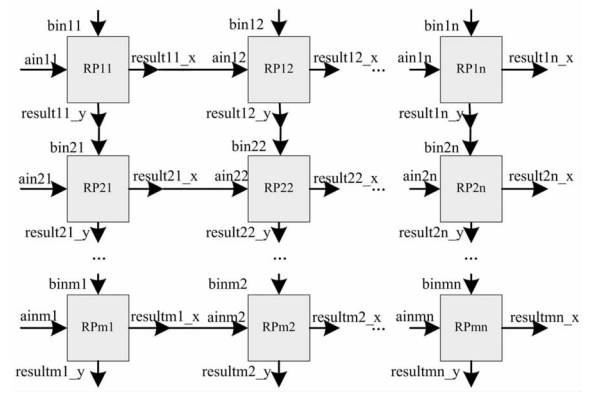 bin11 bin12 bin1n
ain11 RP11 result11_x ain12 RP12 result12_x ... ain1n RP1n result1n_x
result11_y result12_y result1n_y
bin21 bin22 bin2n
ain21 RP21 result21_x ain22 RP22 result22_x ... ain2n RP2n result2n_x
result21_y result22_y result2n_y
... ... ...
binm1 binm2 binmn
ainm1 RPm1 resultm1_x ainm2 RPm2 resultm2_x ... ainmn RPmn resultmn_x
resultm1_y resultm2_y resultmn_y